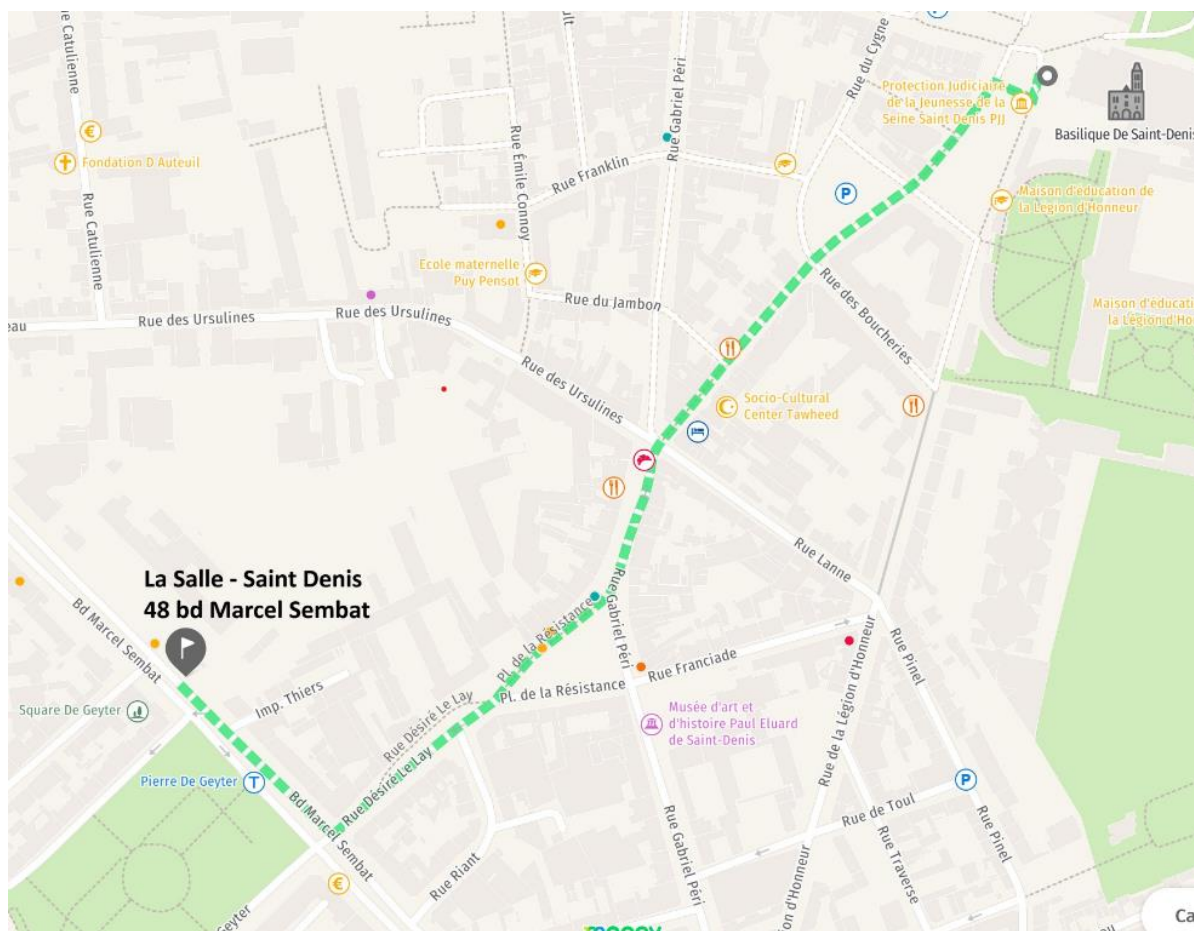 Rue Catulienne
Rue du Cygne
Rue Gabriel Péri
Protection Judiciaire
de la Jeunesse de la
Seine Saint Denis PJJ
Basilique De Saint-Denis
€
Fondation D Auteuil
Rue Émile Connoy
Rue Franklin
P
Maison d'éducation de
la Légion d'Honneur
Rue Catulienne
Ecole maternelle
Puy Pensot
Rue du Jambon
Rue des Boucheries
Rue des Ursulines
Rue des Ursulines
Rue des Ursulines
Socio-Cultural
Center Tawheed
Rue Lanne
La Salle - Saint Denis
48 bd Marcel Sembat
Bd Marcel Sembat
Pl. de la Résistance
Rue Gabriel Péri
Rue Franciade
Rue Pinel
Imp. Thiers
Square De Geyter
Rue Désiré Le Lay
Pl. de la Résistance
Musée d'art et
d'histoire Paul Eluard
de Saint-Denis
Rue de la Légion d'Honneur
Pierre De Geyter
T
Rue Désire Le Lay
Bd Marcel Sembat
P
Rue de Toul
Rue Gabriel Péri
Rue Pinel
Rue Traverse
Rue Riant
€
Geyter